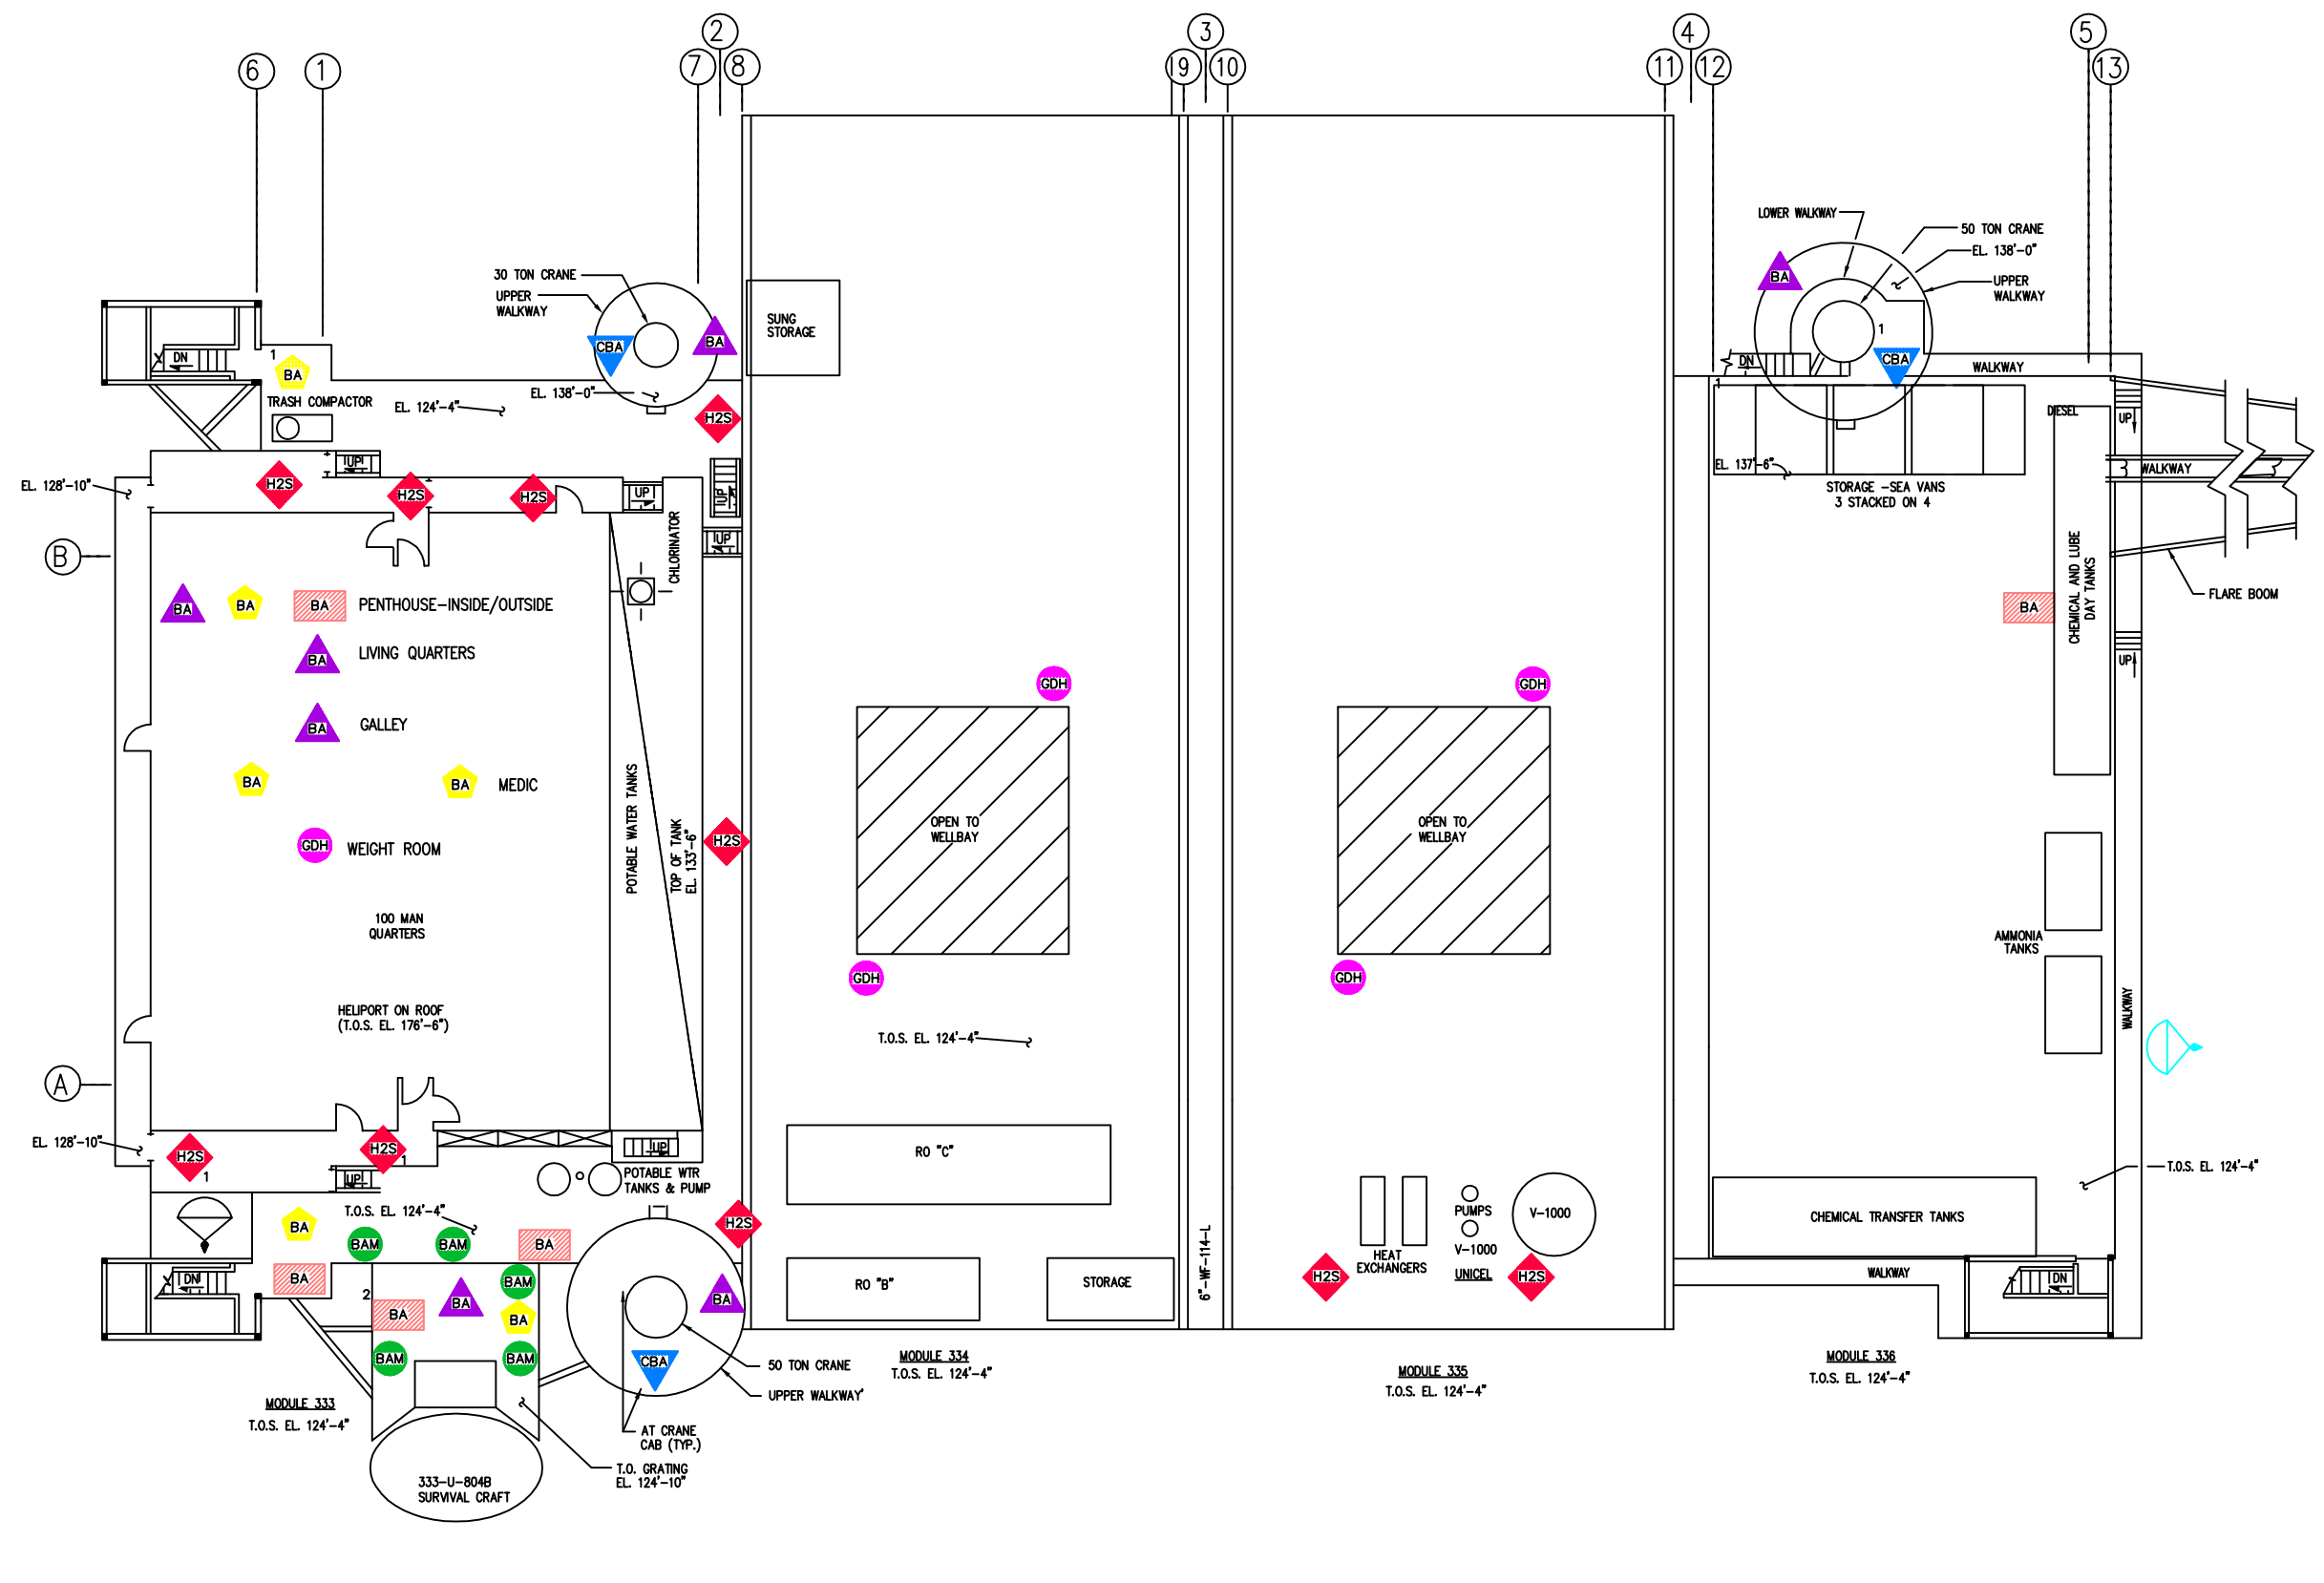 2
3
4
5
6
1
7
8
19
10
11
12
13
LOWER WALKWAY
50 TON CRANE
EL. 138'-0"
UPPER
WALKWAY
BA
1
CBA
30 TON CRANE
UPPER
WALKWAY
CBA
BA
SUNG
STORAGE
DN
1
BA
TRASH COMPACTOR
EL. 124'-4"
EL. 138'-0"
H2S
DN
1
WALKWAY
DIESEL
UP
EL. 137'-6"
STORAGE -SEA VANS
3 STACKED ON 4
WALKWAY
EL. 128'-10"
UP
H2S
H2S
H2S
UP
UP
UP
CHLORINATOR
B
BA
BA
BA
PENTHOUSE-INSIDE/OUTSIDE
BA
LIVING QUARTERS
BA
GALLEY
BA
BA
MEDIC
GDH
WEIGHT ROOM
100 MAN
QUARTERS
HELIPORT ON ROOF
(T.O.S. EL. 176'-6")
POTABLE WATER TANKS
TOP OF TANK
EL. 133'-6"
H2S
GDH
OPEN TO
WELLBAY
GDH
T.O.S. EL. 124'-4"
GDH
OPEN TO
WELLBAY
GDH
CHEMICAL AND LUBE
DAY TANKS
BA
UP
FLARE BOOM
AMMONIA
TANKS
WALKWAY
A
EL. 128'-10"
H2S
1
H2S
1
UP
UP
POTABLE WTR
TANKS & PUMP
T.O.S. EL. 124'-4"
BA
BAM
BAM
BA
H2S
RO "C"
RO "B"
STORAGE
6"-WF-114-L
HEAT
EXCHANGERS
PUMPS
V-1000
UNICEL
V-1000
H2S
H2S
T.O.S. EL. 124'-4"
CHEMICAL TRANSFER TANKS
WALKWAY
DN
DN
BA
2
BA
BA
BAM
BA
BAM
BAM
BA
CBA
50 TON CRANE
UPPER WALKWAY'
AT CRANE
CAB (TYP.)
T.O. GRATING
EL. 124'-10"
333-U-804B
SURVIVAL CRAFT
MODULE 333
T.O.S. EL. 124'-4"
MODULE 334
T.O.S. EL. 124'-4"
MODULE 335
T.O.S. EL. 124'-4"
MODULE 336
T.O.S. EL. 124'-4"